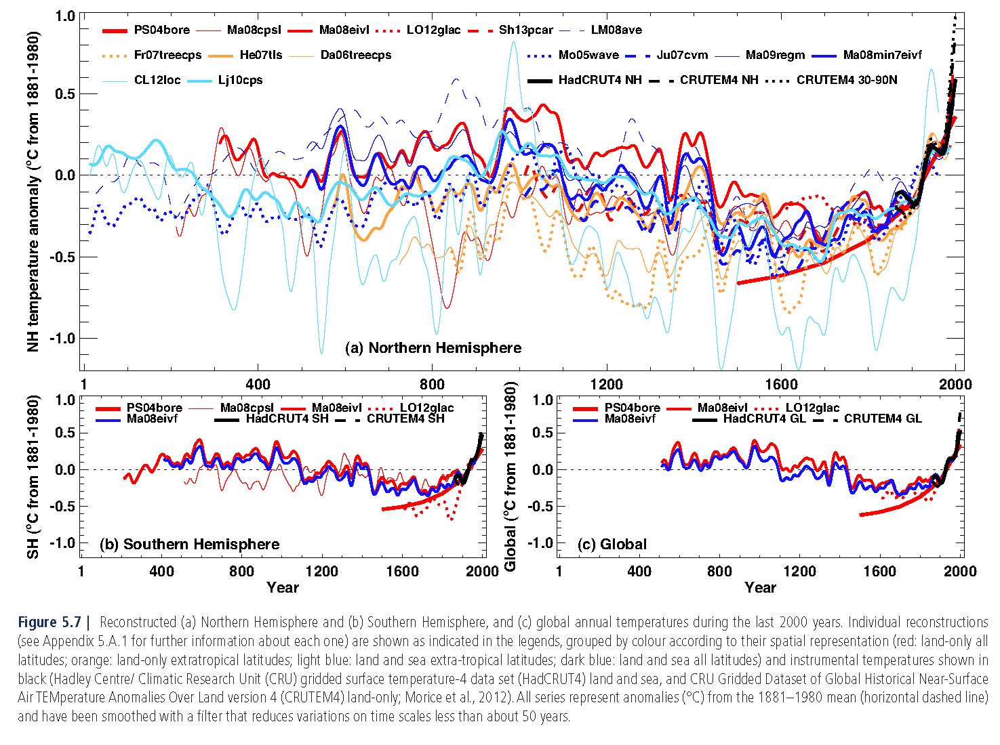 NH temperature anomaly (°C from 1881-1980)
1.0
0.5
0.0
-0.5
-1.0
PS04bore Ma08cpsl Ma08eivl LO12glac Sh13pcar LM08ave
Fr07treecps He07tls Da06treecps Mo05wave Ju07cvm Ma09regm Ma08min7eivf
CL12loc Lj10cps HadCRUT4 NH CRUTEM4 NH CRUTEM4 30-90N
(a) Northern Hemisphere
1 400 800 1200 1600 2000
SH (°C from 1881-1980)
1.0
0.5
0.0
-0.5
-1.0
PS04bore Ma08cpsl Ma08eivl LO12glac
Ma08eivf HadCRUT4 SH CRUTEM4 SH
(b) Southern Hemisphere
1 400 800 1200 1600 2000
Year
Global (°C from 1881-1980)
1.0
0.5
0.0
-0.5
-1.0
PS04bore Ma08eivl LO12glac
Ma08eivf HadCRUT4 GL CRUTEM4 GL
(c) Global
1 400 800 1200 1600 2000
Year
Figure 5.7 | Reconstructed (a) Northern Hemisphere and (b) Southern Hemisphere, and (c) global annual temperatures during the last 2000 years. Individual reconstructions
(see Appendix 5.A.1 for further information about each one) are shown as indicated in the legends, grouped by colour according to their spatial representation (red: land-only all
latitudes; orange: land-only extratropical latitudes; light blue: land and sea extra-tropical latitudes; dark blue: land and sea all latitudes) and instrumental temperatures shown in
black (Hadley Centre/ Climatic Research Unit (CRU) gridded surface temperature-4 data set (HadCRUT4) land and sea, and CRU Gridded Dataset of Global Historical Near-Surface
Air TEMperature Anomalies Over Land version 4 (CRUTEM4) land-only; Morice et al., 2012). All series represent anomalies (°C) from the 1881–1980 mean (horizontal dashed line)
and have been smoothed with a filter that reduces variations on time scales less than about 50 years.